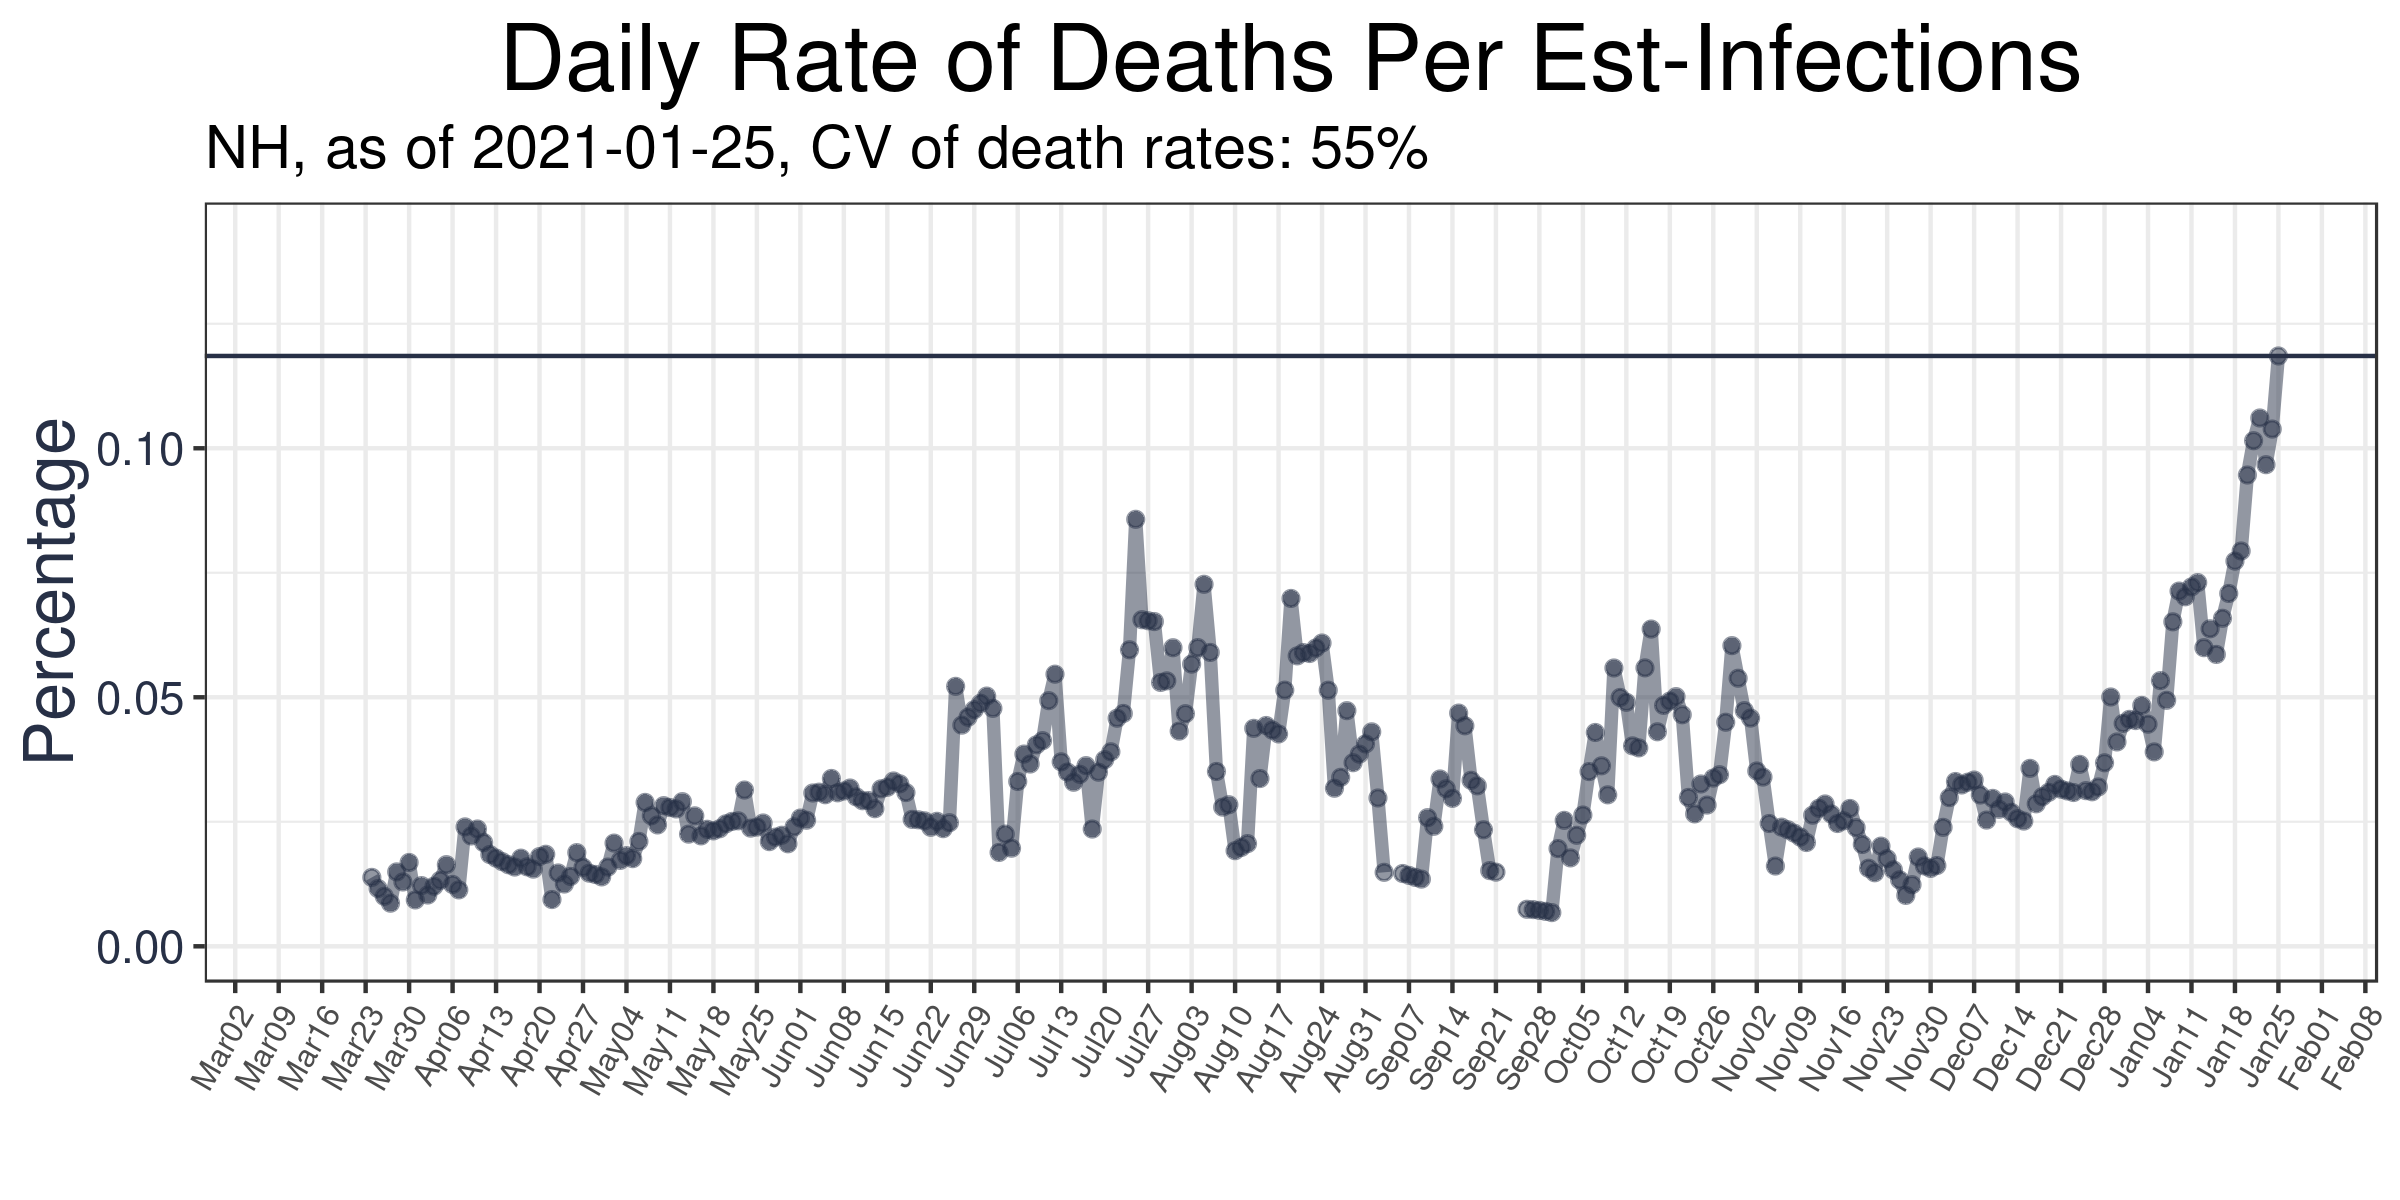 Daily Rate of Deaths Per Est-Infections
NH, as of 2021-01-25, CV of death rates: 55%
Percentage
0.10
0.05
0.00
Mar02 Mar09 Mar16 Mar23 Mar30 Apr06 Apr13 Apr20 Apr27 May04 May11 May18 May25 Jun01 Jun08 Jun15 Jun22 Jun29 Jul06 Jul13 Jul20 Jul27 Aug03 Aug10 Aug17 Aug24 Aug31 Sep07 Sep14 Sep21 Sep28 Oct05 Oct12 Oct19 Oct26 Nov02 Nov09 Nov16 Nov23 Nov30 Dec07 Dec14 Dec21 Dec28 Jan04 Jan11 Jan18 Jan25 Feb01 Feb08